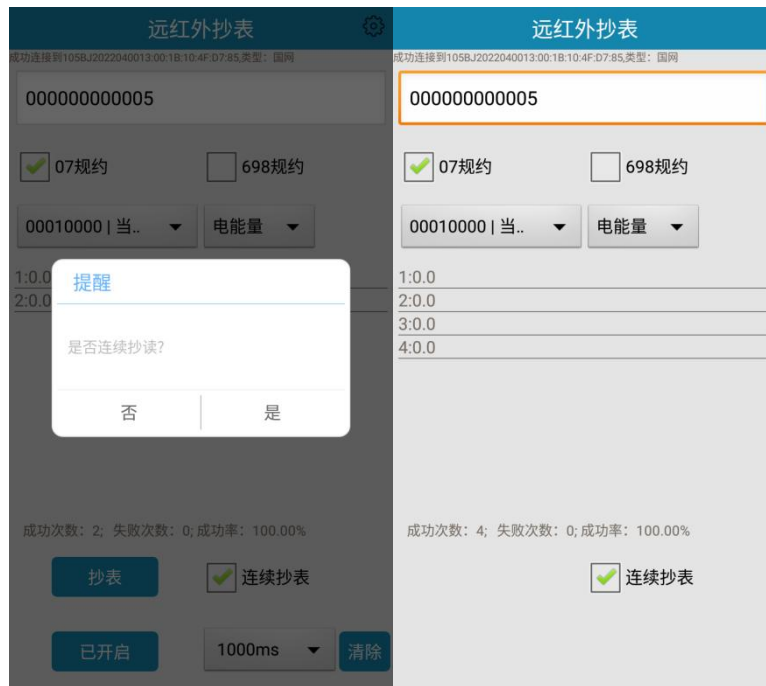 远红外抄表
成功连接到105BJ2022040013:00:1B:10:4F:D7:85,类型：国网
000000000005
07规约
698规约
00010000 | 当..
电能量
1:0.0
2:0.0
提醒
是否连续抄读?
否
是
成功次数：2; 失败次数：0; 成功率：100.00%
抄表
连续抄表
已开启
1000ms
清除
远红外抄表
成功连接到105BJ2022040013:00:1B:10:4F:D7:85,类型：国网
000000000005
07规约
698规约
00010000 | 当..
电能量
1:0.0
2:0.0
3:0.0
4:0.0
成功次数：4; 失败次数：0; 成功率：100.00%
连续抄表